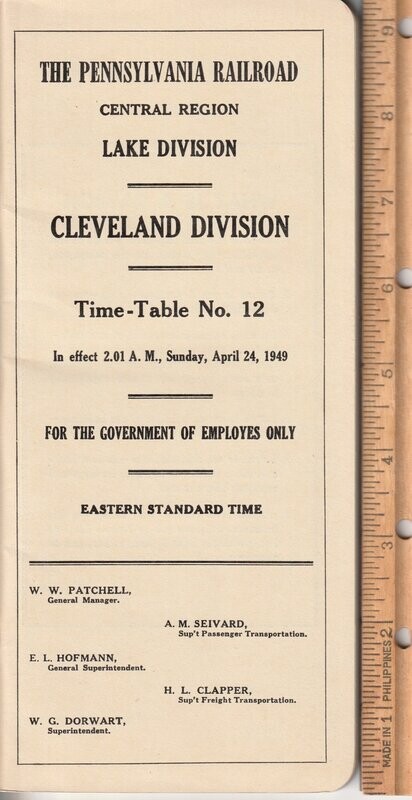 THE PENNSYLVANIA RAILROAD
CENTRAL REGION
LAKE DIVISION
CLEVELAND DIVISION
Time-Table No. 12
In effect 2.01 A. M., Sunday, April 24, 1949
FOR THE GOVERNMENT OF EMPLOYES ONLY
EASTERN STANDARD TIME
W. W. PATCHELL,
General Manager.
A. M. SEIVARD,
Sup't Passenger Transportation.
E. L. HOFMANN,
General Superintendent.
H. L. CLAPPER,
Sup't Freight Transportation.
W. G. DORWART,
Superintendent.
9
8
7
6
5
4
3
2
1
MADE IN PHILIPPINES